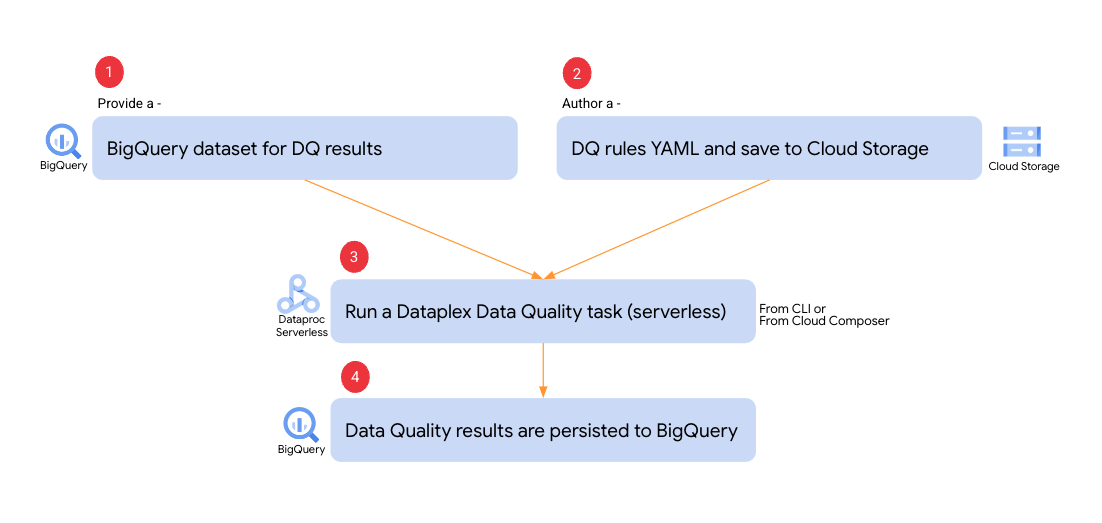 1
Provide a -
BigQuery dataset for DQ results
BigQuery
2
Author a -
DQ rules YAML and save to Cloud Storage
Cloud Storage
3
Run a Dataplex Data Quality task (serverless)
Dataproc
Serverless
From CLI or
From Cloud Composer
4
Data Quality results are persisted to BigQuery
BigQuery